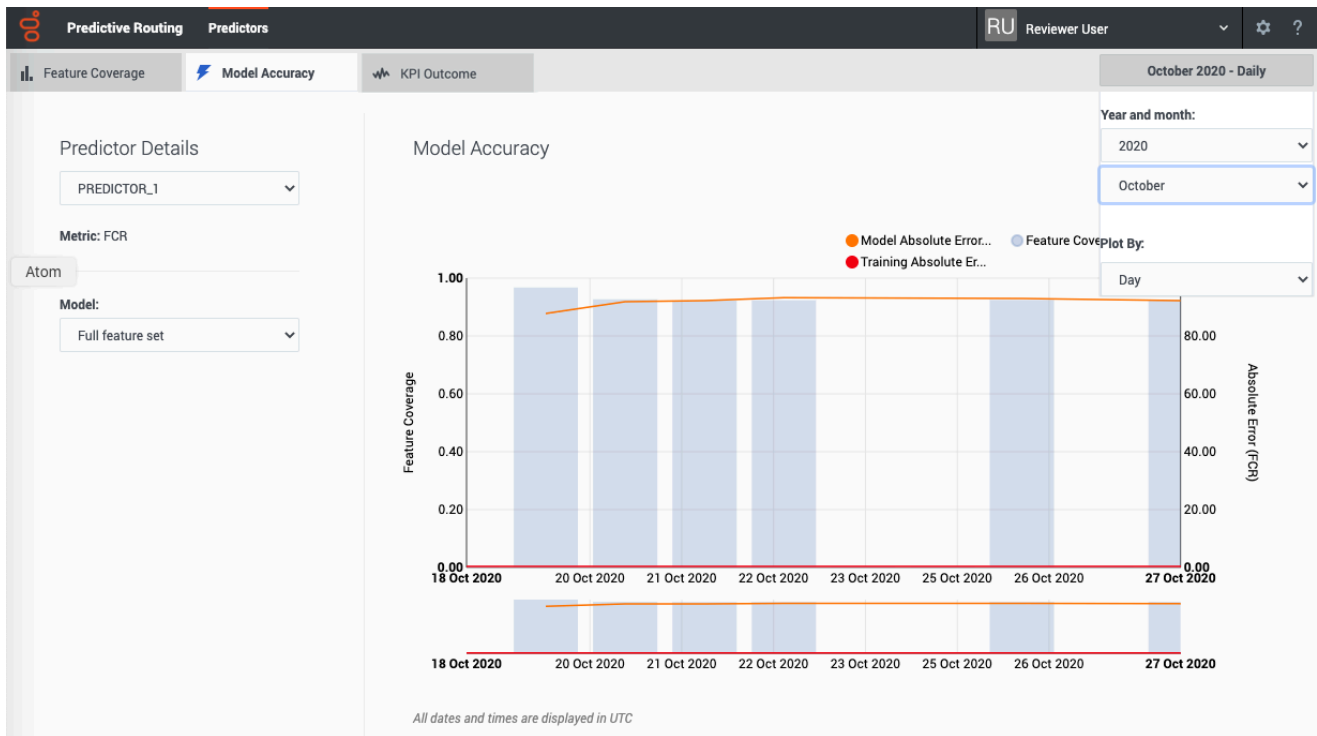 Predictive Routing Predictors RU Reviewer User ?
Feature Coverage Model Accuracy KPI Outcome October 2020 - Daily
Year and month:
2020
October
Plot By:
Day
Predictor Details
PREDICTOR_1
Metric: FCR
Atom
Model:
Full feature set
Model Accuracy
Model Absolute Error... Feature Cove
Training Absolute Er...
1.00
0.80
0.60
0.40
0.20
0.00
Feature Coverage
80.00
60.00
40.00
20.00
0.00
Absolute Error (FCR)
18 Oct 2020 20 Oct 2020 21 Oct 2020 22 Oct 2020 23 Oct 2020 25 Oct 2020 26 Oct 2020 27 Oct 2020
18 Oct 2020 20 Oct 2020 21 Oct 2020 22 Oct 2020 23 Oct 2020 25 Oct 2020 26 Oct 2020 27 Oct 2020
All dates and times are displayed in UTC